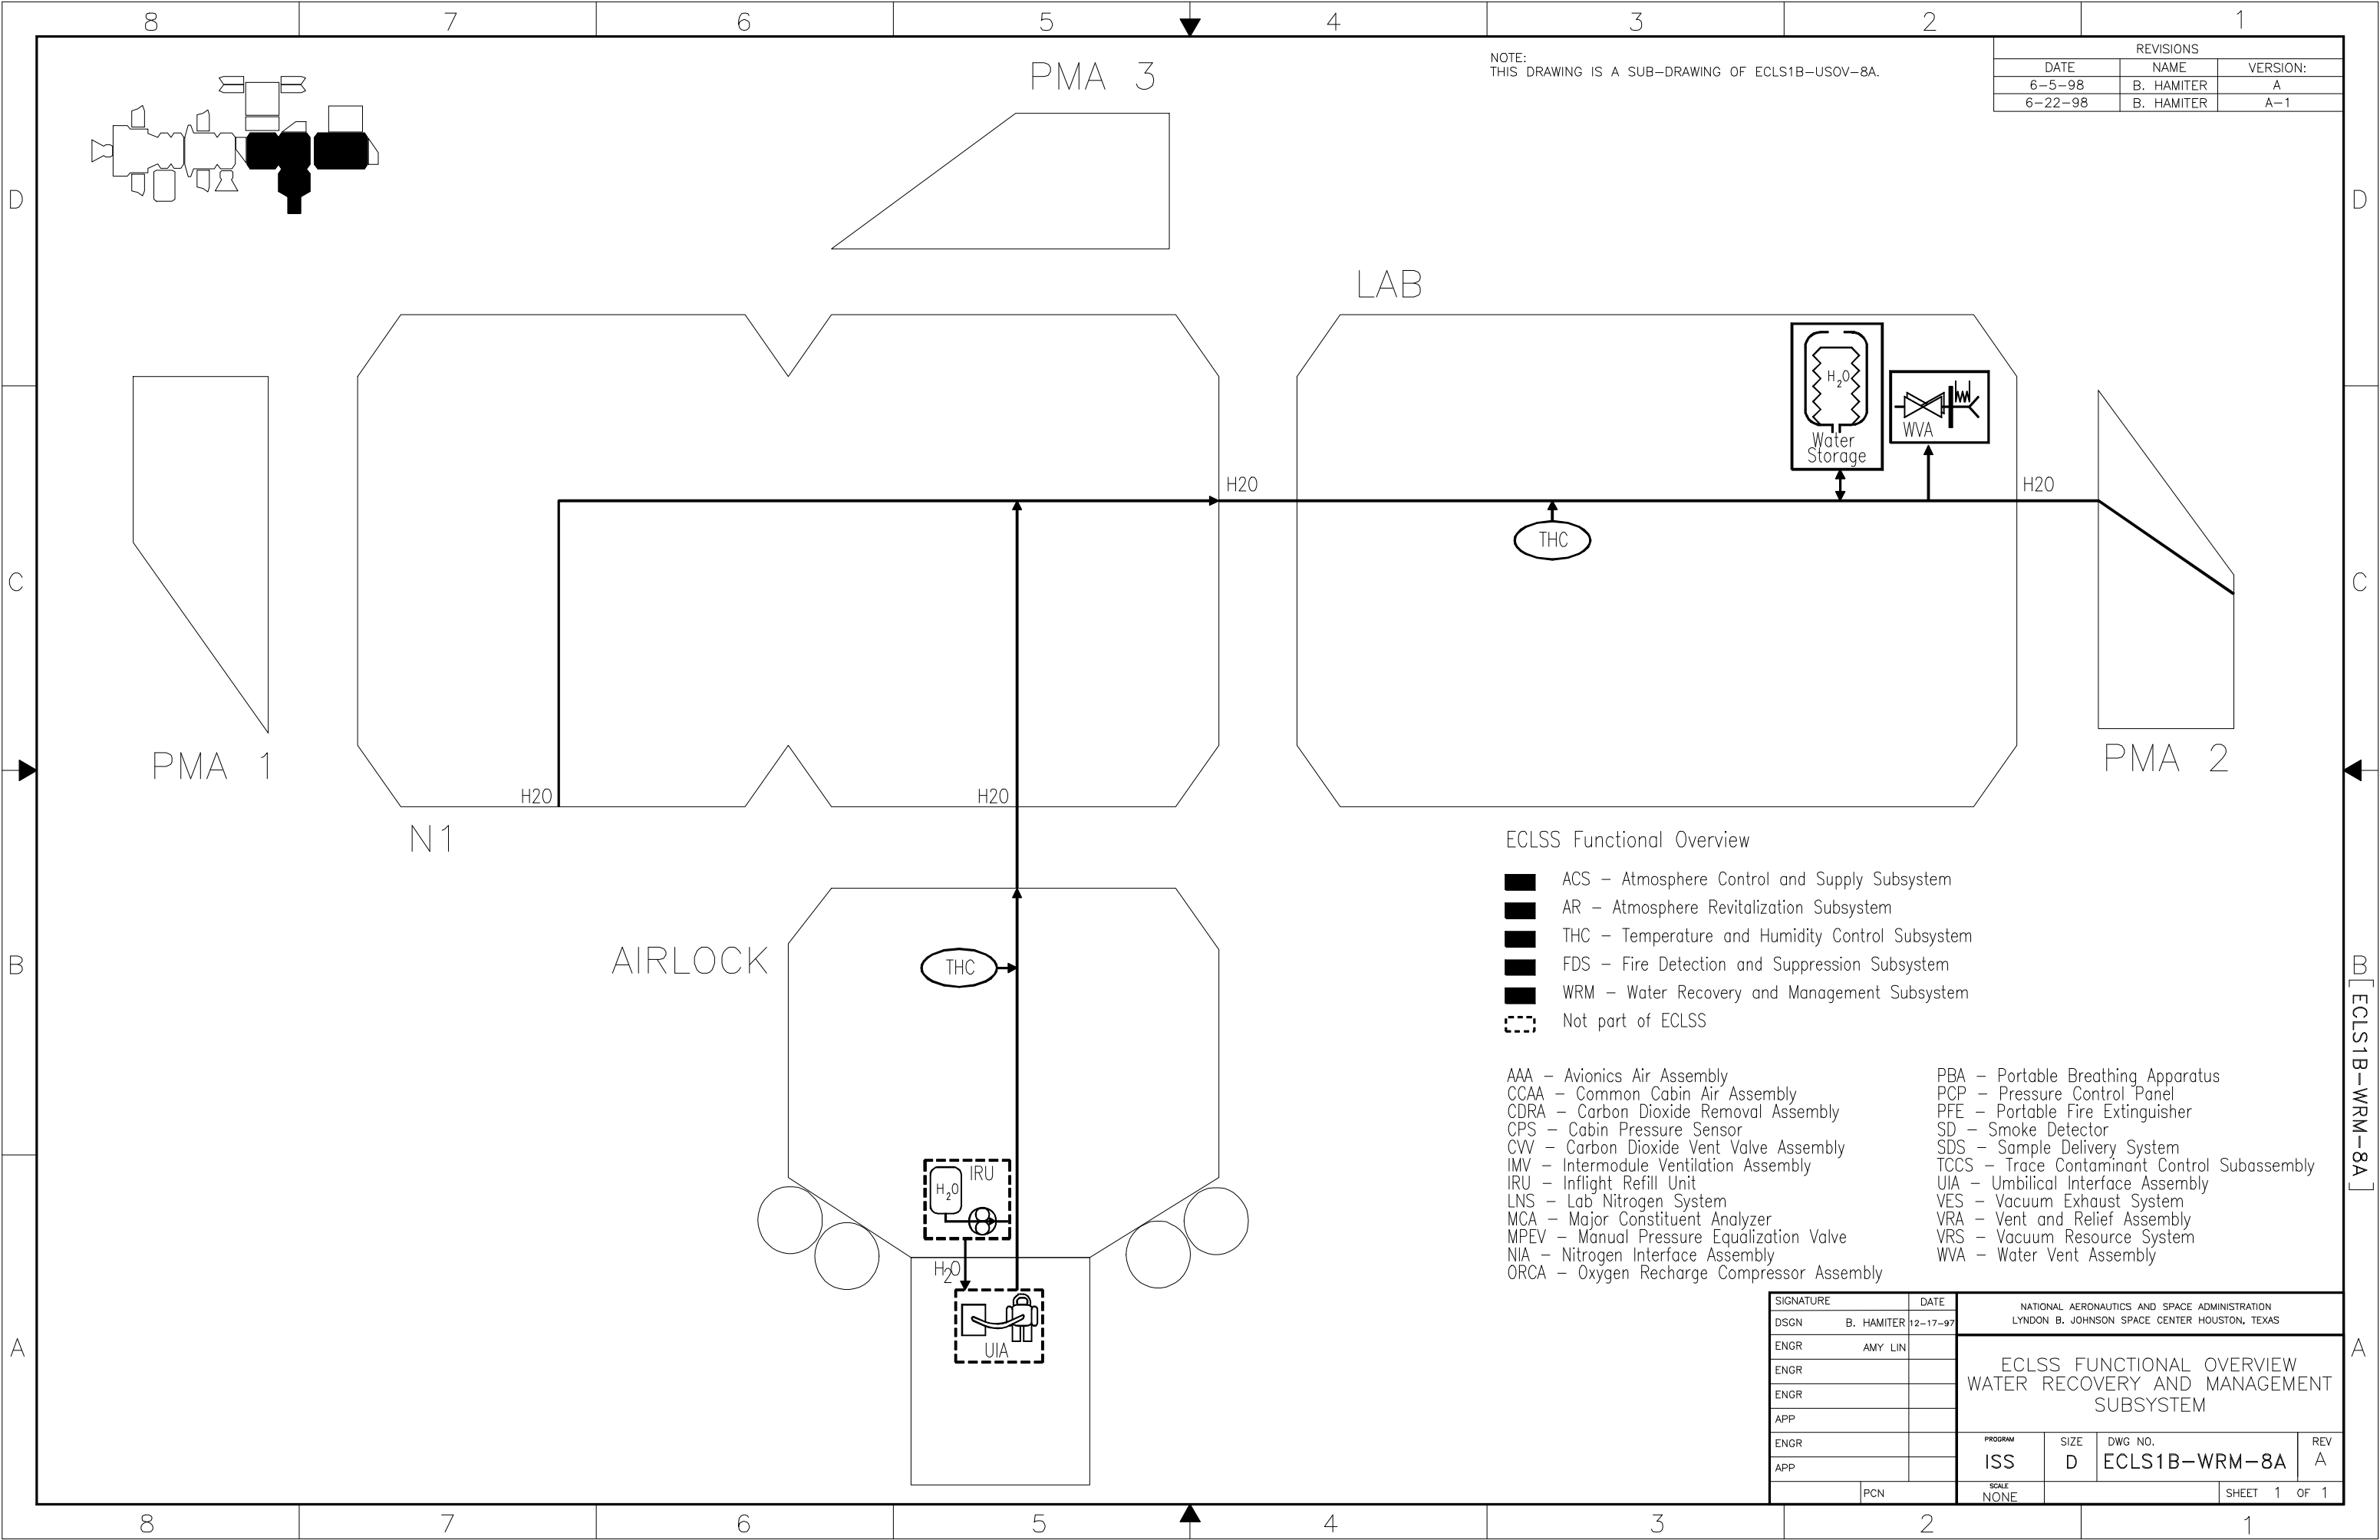 8 7 6 5 4 3 2 1
NOTE:
THIS DRAWING IS A SUB-DRAWING OF ECLS1B-USOV-8A.
REVISIONS
DATE NAME VERSION:
6-5-98 B. HAMITER A
6-22-98 B. HAMITER A-1
PMA 3
D D
LAB
H2O
Water
Storage
WVA
H2O H2O
THC
C C
PMA 1
PMA 2
H2O H2O
N1
ECLSS Functional Overview
ACS - Atmosphere Control and Supply Subsystem
AR - Atmosphere Revitalization Subsystem
THC - Temperature and Humidity Control Subsystem
FDS - Fire Detection and Suppression Subsystem
WRM - Water Recovery and Management Subsystem
Not part of ECLSS
AIRLOCK
THC
B B
[ECLS1B-WRM-8A]
AAA - Avionics Air Assembly
CCAA - Common Cabin Air Assembly
CDRA - Carbon Dioxide Removal Assembly
CPS - Cabin Pressure Sensor
CVV - Carbon Dioxide Vent Valve Assembly
IMV - Intermodule Ventilation Assembly
IRU - Inflight Refill Unit
LNS - Lab Nitrogen System
MCA - Major Constituent Analyzer
MPEV - Manual Pressure Equalization Valve
NIA - Nitrogen Interface Assembly
ORCA - Oxygen Recharge Compressor Assembly
PBA - Portable Breathing Apparatus
PCP - Pressure Control Panel
PFE - Portable Fire Extinguisher
SD - Smoke Detector
SDS - Sample Delivery System
TCCS - Trace Contaminant Control Subassembly
UIA - Umbilical Interface Assembly
VES - Vacuum Exhaust System
VRA - Vent and Relief Assembly
VRS - Vacuum Resource System
WVA - Water Vent Assembly
IRU
H2O
H2O
UIA
A A
SIGNATURE DATE
DSGN B. HAMITER 12-17-97
ENGR AMY LIN
ENGR
ENGR
APP
ENGR
APP
PCN
NATIONAL AERONAUTICS AND SPACE ADMINISTRATION
LYNDON B. JOHNSON SPACE CENTER HOUSTON, TEXAS
ECLSS FUNCTIONAL OVERVIEW
WATER RECOVERY AND MANAGEMENT
SUBSYSTEM
PROGRAM SIZE DWG NO. REV
ISS D ECLS1B-WRM-8A A
SCALE
NONE SHEET 1 OF 1
8 7 6 5 4 3 2 1